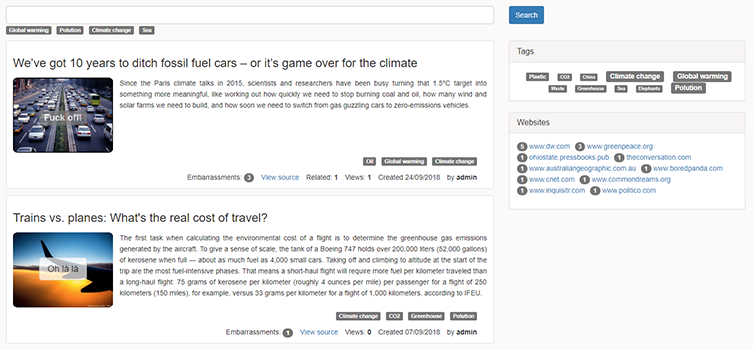 Search
Global warming Polution Climate change Sea
We've got 10 years to ditch fossil fuel cars – or it's game over for the climate
Fuck off!
Since the Paris climate talks in 2015, scientists and researchers have been busy turning that 1.5°C target into
something more meaningful, like working out how quickly we need to stop burning coal and oil, how many wind and
solar farms we need to build, and how soon we need to switch from gas guzzling cars to zero-emissions vehicles.
Oil Global warming Climate change
Embarrassments: 3 View source Related: 1 Views: 1 Created 24/09/2018 by admin
Trains vs. planes: What's the real cost of travel?
Oh là là
The first task when calculating the environmental cost of a flight is to determine the greenhouse gas emissions
generated by the aircraft. To give a sense of scale, the tank of a Boeing 747 holds over 200,000 liters (52,000 gallons)
of kerosene when full — about as much fuel as 4,000 small cars. Taking off and climbing to altitude at the start of the
trip are the most fuel-intensive phases. That means a short-haul flight will require more fuel per kilometer traveled than
a long-haul flight: 75 grams of kerosene per kilometer (roughly 4 ounces per mile) per passenger for a flight of 250
kilometers (150 miles), for example, versus 33 grams per kilometer for a flight of 1,000 kilometers, according to IFEU.
Climate change CO2 Greenhouse Polution
Embarrassments: 1 View source Views: 0 Created 07/09/2018 by admin
Tags
Plastic CO2 China Climate change Global warming
Waste Greenhouse Sea Elephants Polution
Websites
5 www.dw.com 3 www.greenpeace.org
1 ohiostate.pressbooks.pub 1 theconversation.com
1 www.australiangeographic.com.au 1 www.boredpanda.com
1 www.cnet.com 1 www.commondreams.org
1 www.inquisitr.com 1 www.politico.com